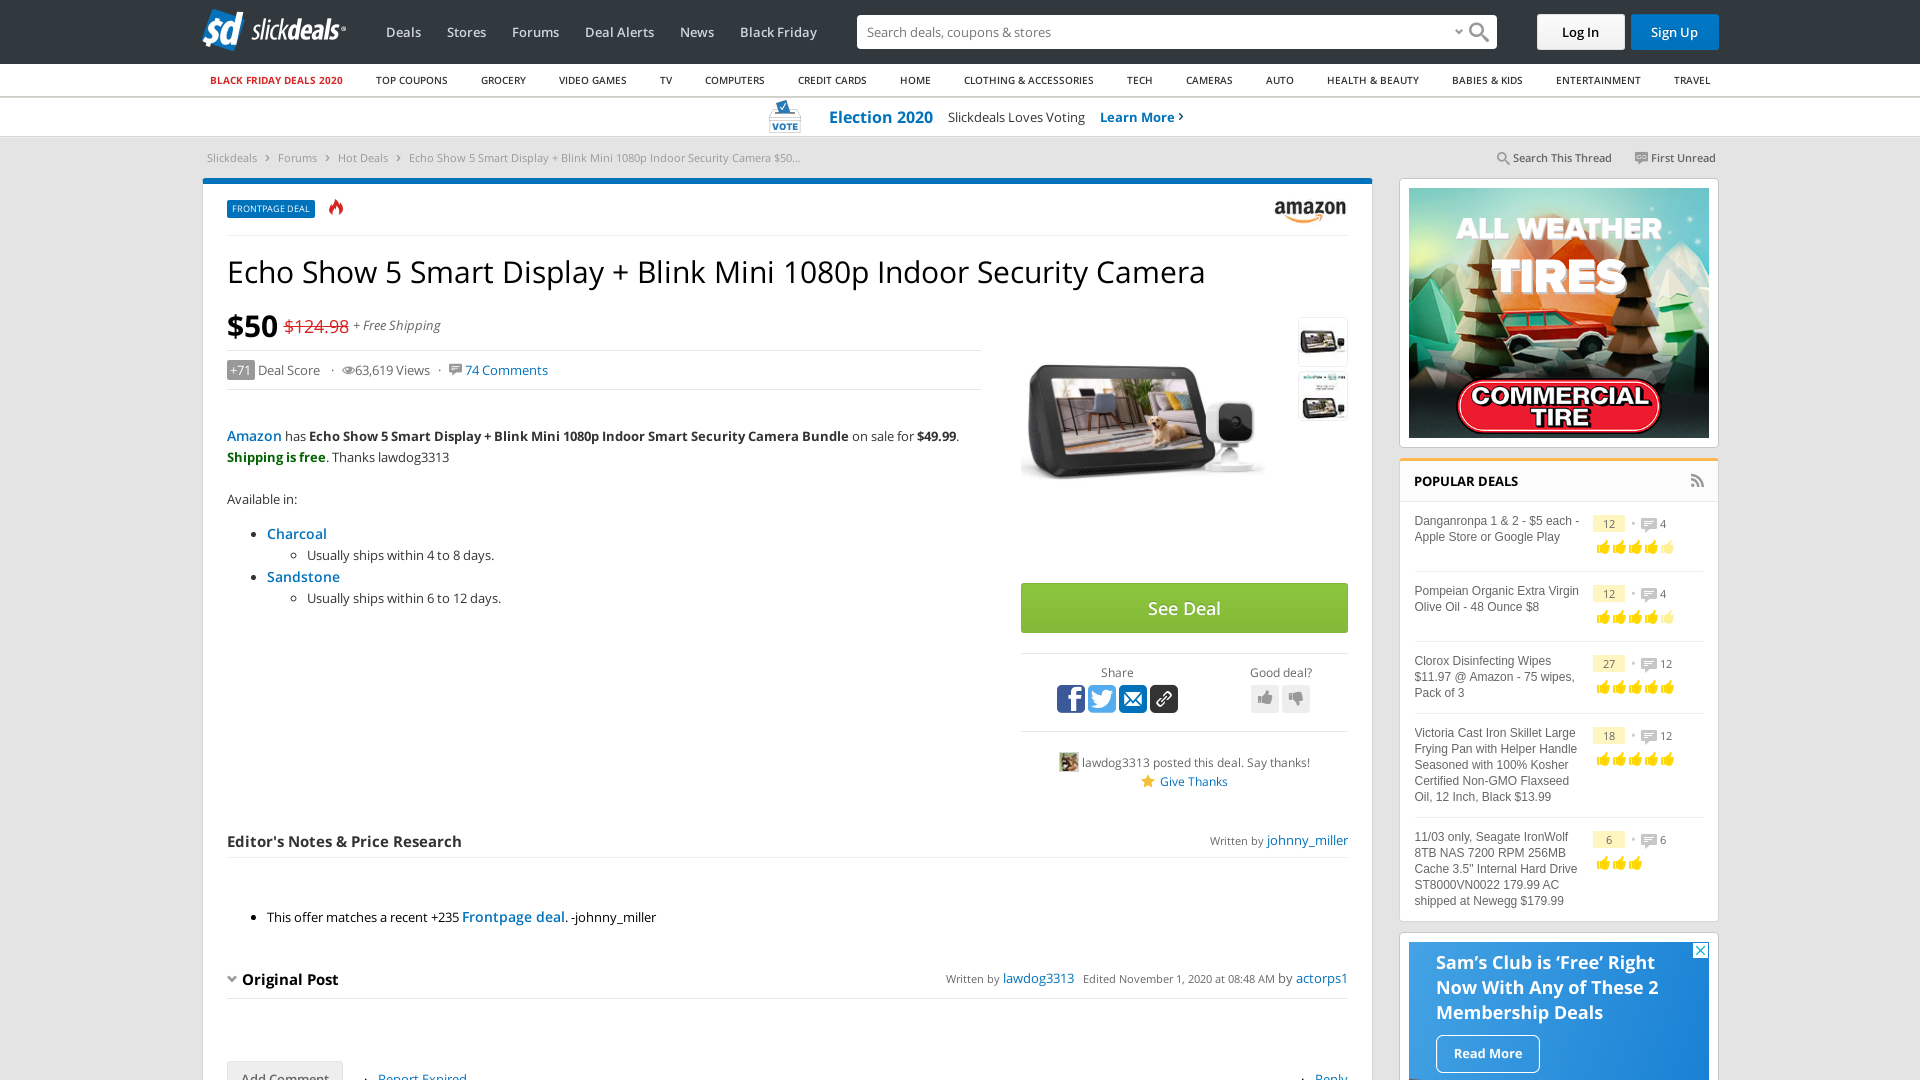 slickdeals
Deals
Stores
Forums
Deal Alerts
News
Black Friday
Search deals, coupons & stores
Log In
Sign Up
BLACK FRIDAY DEALS 2020
TOP COUPONS
GROCERY
VIDEO GAMES
TV
COMPUTERS
CREDIT CARDS
HOME
CLOTHING & ACCESSORIES
TECH
CAMERAS
AUTO
HEALTH & BEAUTY
BABIES & KIDS
ENTERTAINMENT
TRAVEL
VOTE
Election 2020
Slickdeals Loves Voting
Learn More
Slickdeals
Forums
Hot Deals
Echo Show 5 Smart Display + Blink Mini 1080p Indoor Security Camera $50...
Search This Thread
First Unread
FRONTPAGE DEAL
amazon
Echo Show 5 Smart Display + Blink Mini 1080p Indoor Security Camera
$50 $124.98 + Free Shipping
+71 Deal Score · 63,619 Views · 74 Comments
Amazon has Echo Show 5 Smart Display + Blink Mini 1080p Indoor Smart Security Camera Bundle on sale for $49.99.
Shipping is free. Thanks lawdog3313
Available in:
• Charcoal
Usually ships within 4 to 8 days.
• Sandstone
Usually ships within 6 to 12 days.
See Deal
Share
Good deal?
lawdog3313 posted this deal. Say thanks!
Give Thanks
Editor's Notes & Price Research
Written by johnny_miller
• This offer matches a recent +235 Frontpage deal. -johnny_miller
Original Post
Written by lawdog3313 Edited November 1, 2020 at 08:48 AM by actorps1
Add Comment
Report Expired
Reply
ALL WEATHER
TIRES
COMMERCIAL
TIRE
POPULAR DEALS
Danganronpa 1 & 2 - $5 each -
Apple Store or Google Play
12 • 4
Pompeian Organic Extra Virgin
Olive Oil - 48 Ounce $8
12 • 4
Clorox Disinfecting Wipes
$11.97 @ Amazon - 75 wipes,
Pack of 3
27 • 12
Victoria Cast Iron Skillet Large
Frying Pan with Helper Handle
Seasoned with 100% Kosher
Certified Non-GMO Flaxseed
Oil, 12 Inch, Black $13.99
18 • 12
11/03 only, Seagate IronWolf
8TB NAS 7200 RPM 256MB
Cache 3.5" Internal Hard Drive
ST8000VN0022 179.99 AC
shipped at Newegg $179.99
6 • 6
Sam's Club is ‘Free’ Right
Now With Any of These 2
Membership Deals
Read More